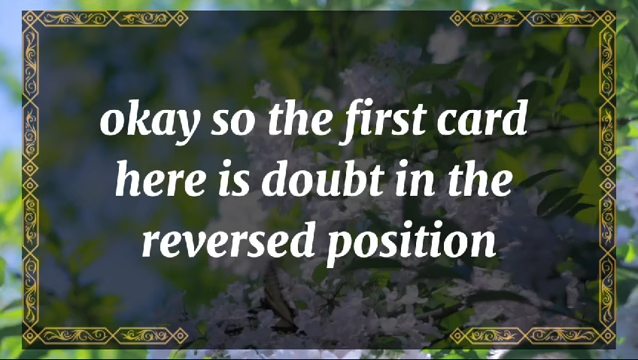 okay so the first card
here is doubt in the
reversed position